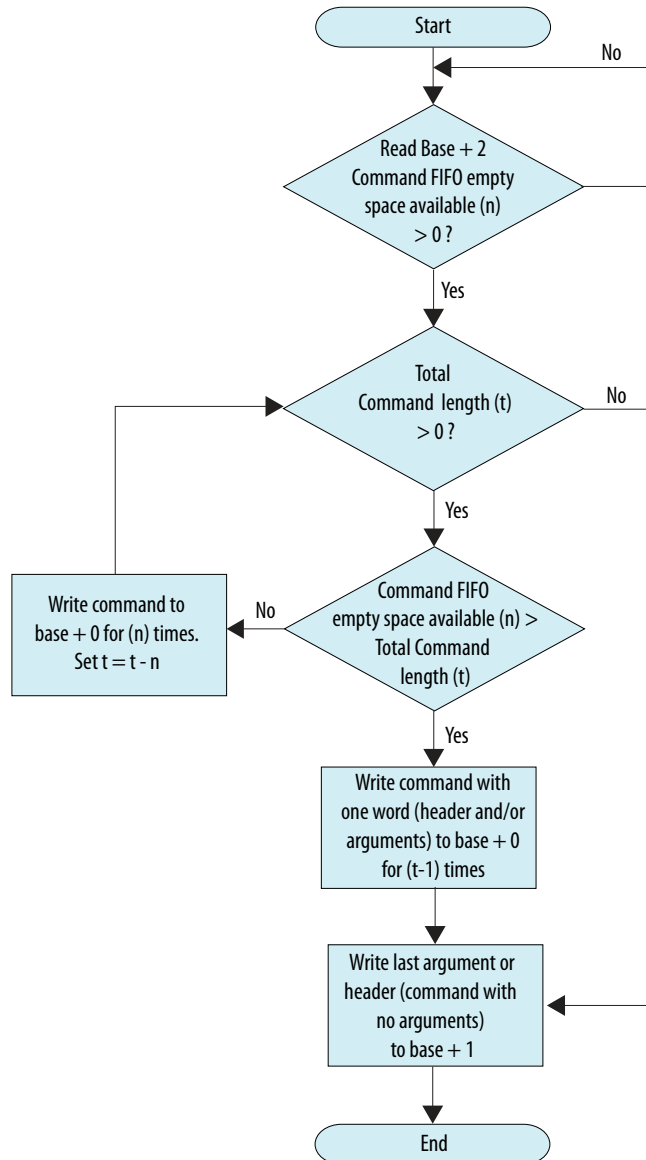 Start
No
Read Base + 2
Command FIFO empty
space available (n)
> 0 ?
Yes
Total
Command length (t)
> 0 ?
No
Yes
Command FIFO
empty space available (n) >
Total Command
length (t)
No
Write command to
base + 0 for (n) times.
Set t = t - n
Yes
Write command with
one word (header and/or
arguments) to base + 0
for (t-1) times
Write last argument or
header (command with
no arguments)
to base + 1
End